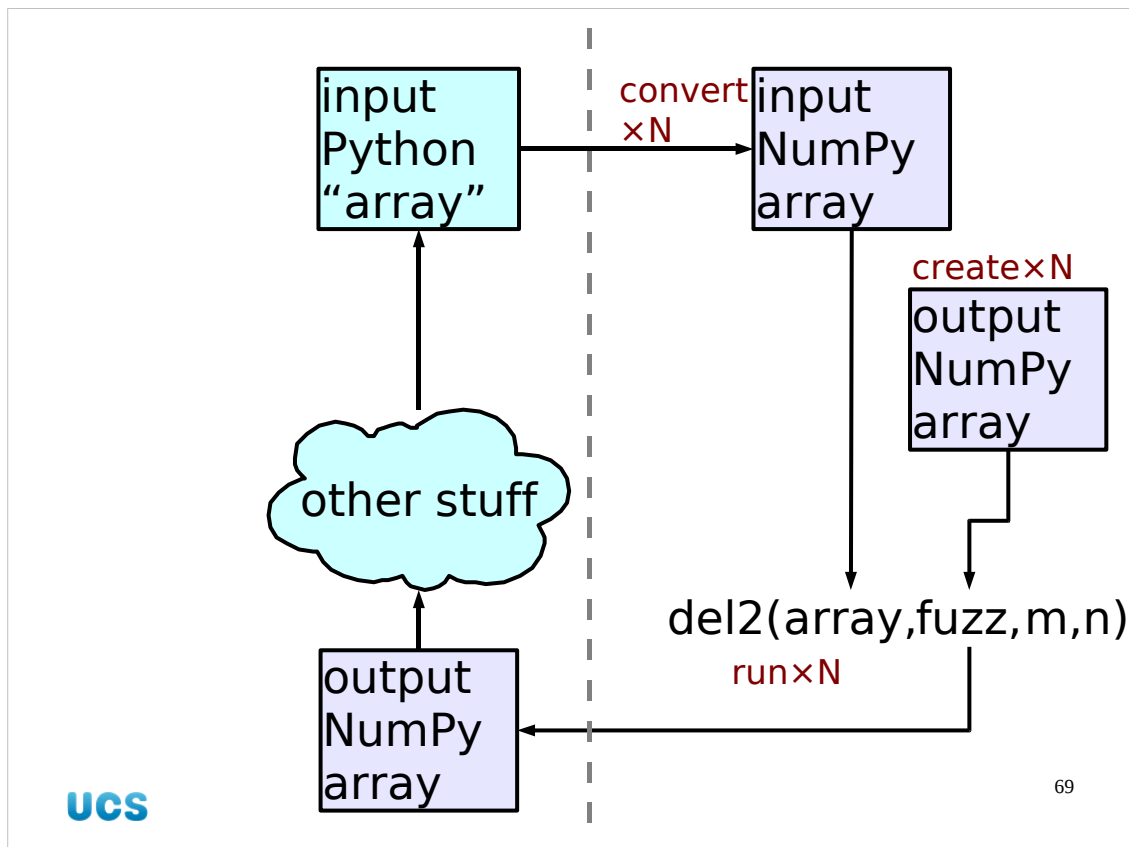 input
Python
“array”
convert
×N
input
NumPy
array
create×N
output
NumPy
array
other stuff
del2(array,fuzz,m,n)
run×N
output
NumPy
array
UCS
69